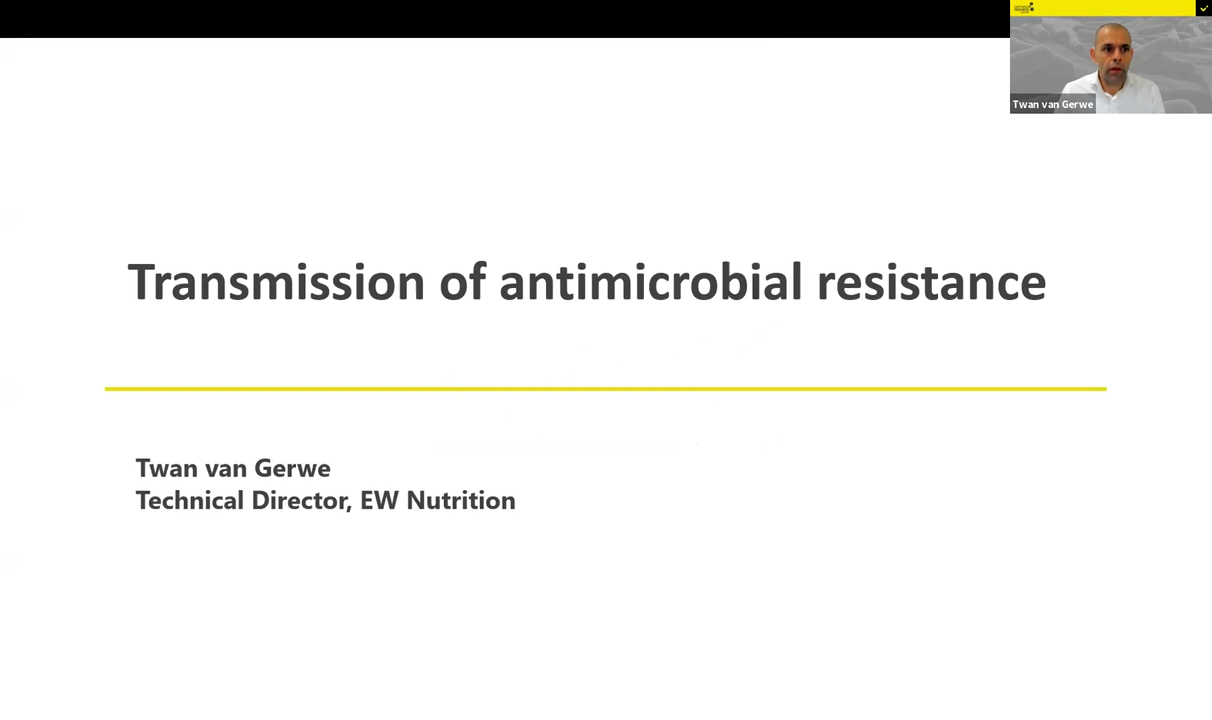 Twan van Gerwe
Transmission of antimicrobial resistance
Twan van Gerwe
Technical Director, EW Nutrition